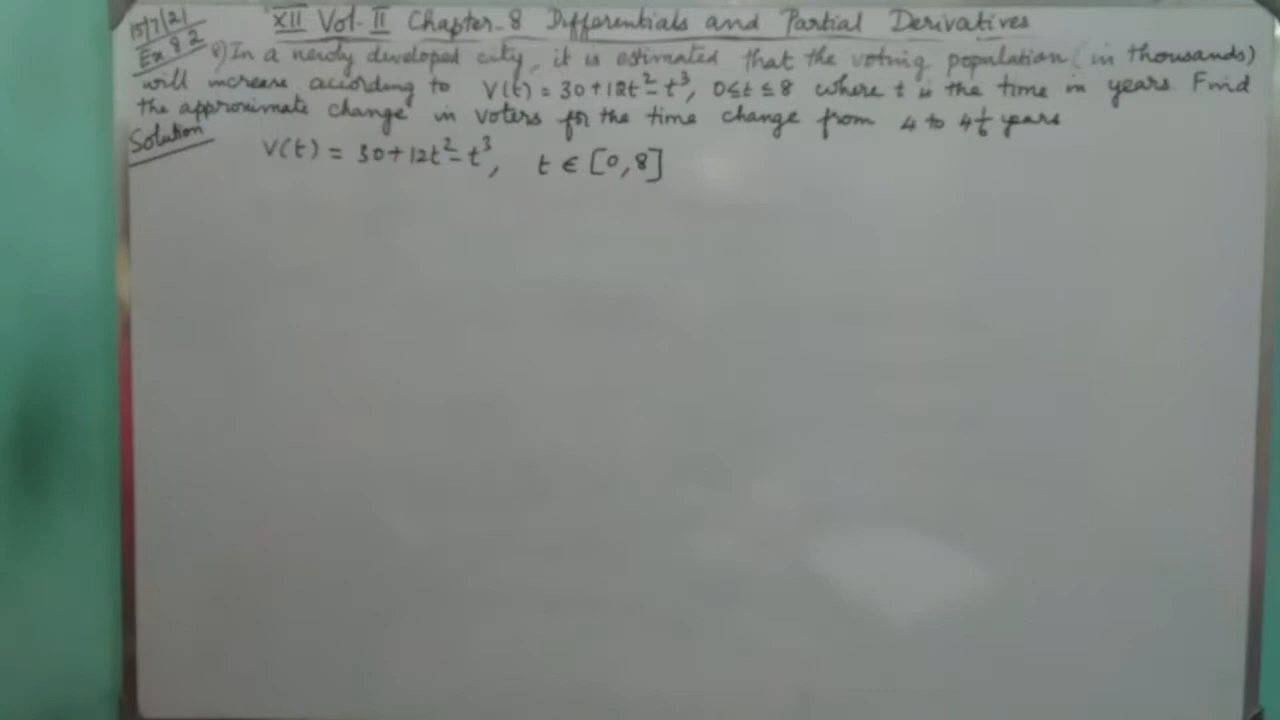 15/7/21
XII Vol-II Chapter-8 Differentials and Partial Derivatives
Ex 8.2
8) In a newly developed city, it is estimated that the voting population (in thousands)
will increase according to V(t) = 30+12t² - t³, 0≤t≤8 where t is the time in years. Find
the approximate change in voters for the time change from 4 to 4 1/6 years
Solution
V(t) = 30+12t² - t³, t ∈ [0,8]